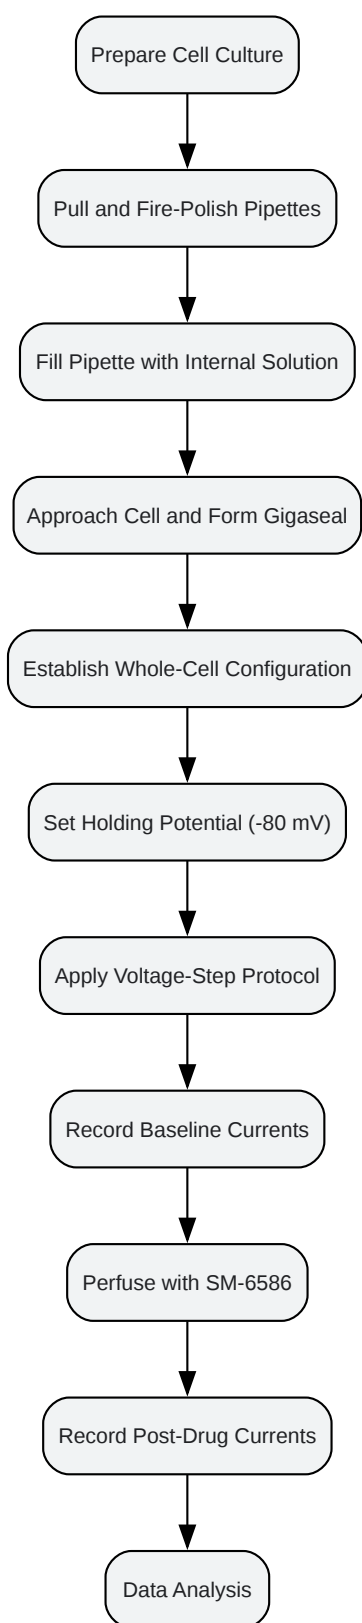 Prepare Cell Culture
Pull and Fire-Polish Pipettes
Fill Pipette with Internal Solution
Approach Cell and Form Gigaseal
Establish Whole-Cell Configuration
Set Holding Potential (-80 mV)
Apply Voltage-Step Protocol
Record Baseline Currents
Perfuse with SM-6586
Record Post-Drug Currents
Data Analysis